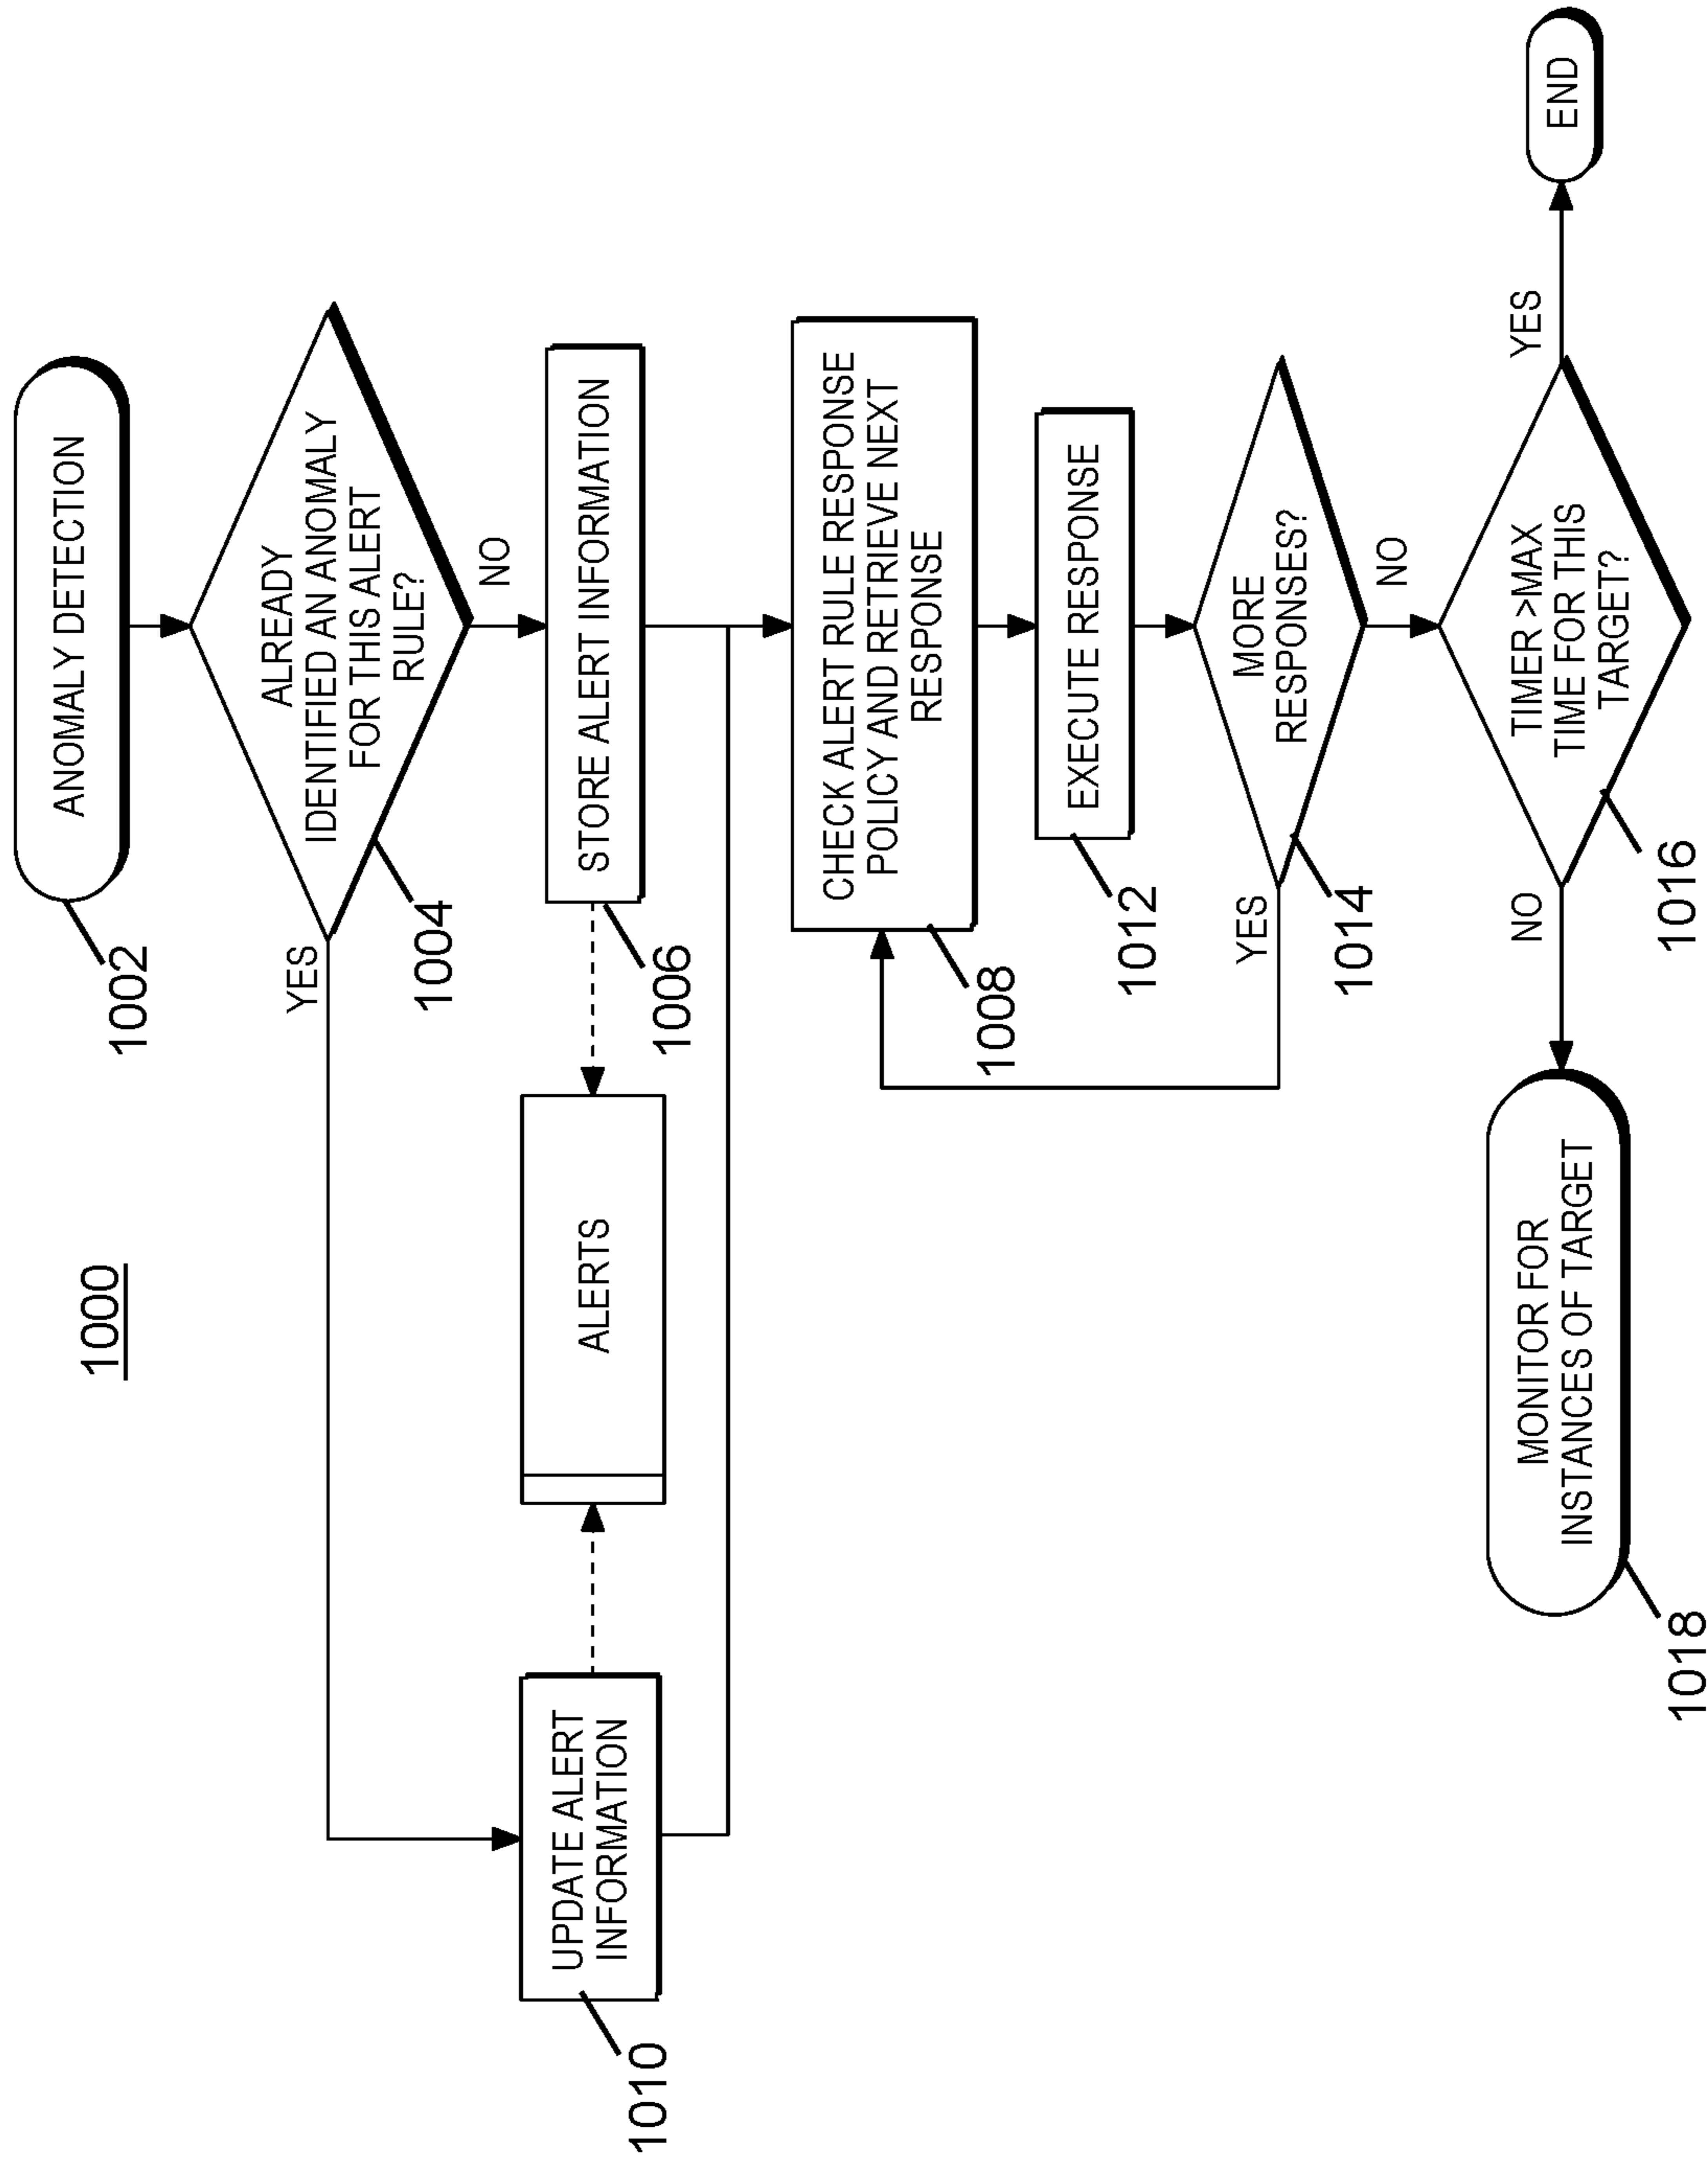 1000
ANOMALY DETECTION
1002
ALREADY
IDENTIFIED AN ANOMALY
FOR THIS ALERT
RULE?
1004
YES
NO
UPDATE ALERT
INFORMATION
1010
ALERTS
STORE ALERT INFORMATION
1006
CHECK ALERT RULE RESPONSE
POLICY AND RETRIEVE NEXT
RESPONSE
1008
EXECUTE RESPONSE
1012
MORE
RESPONSES?
1014
YES
NO
TIMER >MAX
TIME FOR THIS
TARGET?
1016
NO
YES
MONITOR FOR
INSTANCES OF TARGET
1018
END